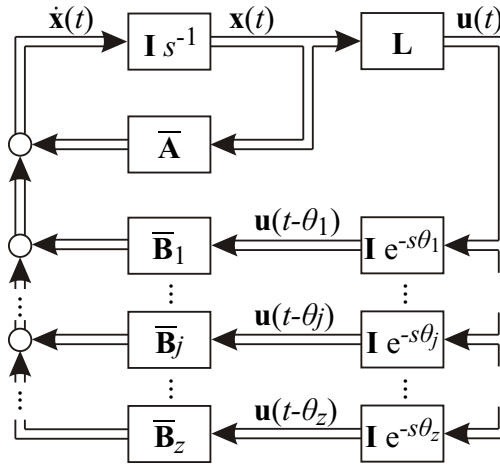 ẋ(t) I s⁻¹ x(t) L u(t)
A̅
u(t-θ₁)
B̅₁ I e^{-sθ₁}
⋮ ⋮
u(t-θⱼ)
⋮ B̅ⱼ I e^{-sθⱼ}
⋮ ⋮ ⋮
u(t-θ_z)
B̅_z I e^{-sθ_z}